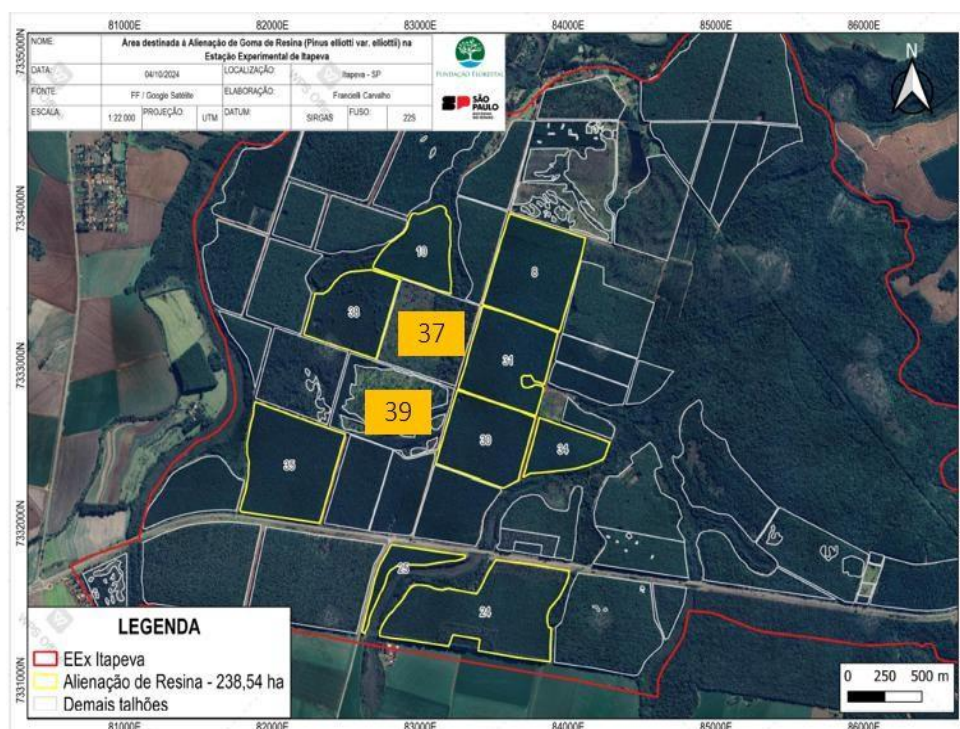 81000E 82000E 83000E 84000E 85000E 86000E
NOME: Area destinada à Alienação de Goma de Resina (Pinus elliotti var. elliottii) na
Estação Experimental de Itapeva
DATA: 04/10/2024 LOCALIZAÇÃO: Itapeva - SP
FONTE: FF / Google Satélite ELABORAÇÃO: Francielli Carvalho
ESCALA: 1:22.000 PROJEÇÃO: UTM DATUM: SIRGAS FUSO: 22S
FUNDAÇÃO FLORESTAL
SP SÃO
PAULO
N
7335000N
7334000N
7333000N
7332000N
7331000N
10
8
38
37
31
39
30
34
35
25
24
LEGENDA
EEx Itapeva
Alienação de Resina - 238,54 ha
Demais talhões
0 250 500 m
81000E 82000E 83000E 84000E 85000E 86000E